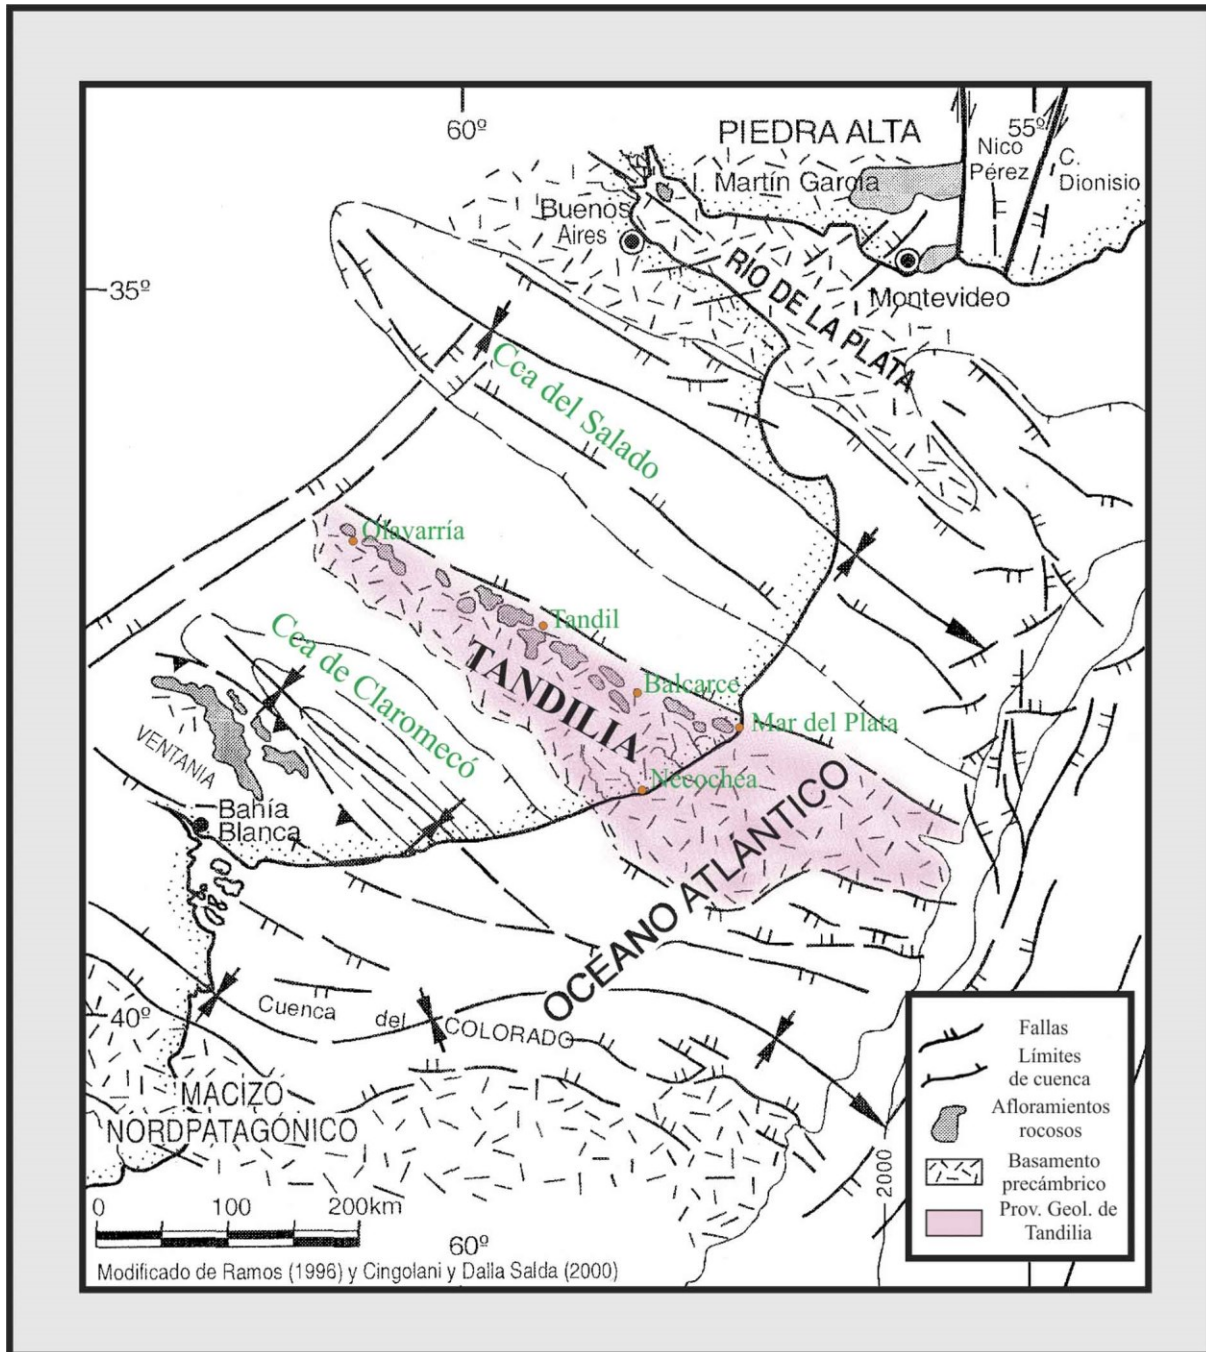 60º
PIEDRA ALTA
55º
Nico
Pérez
C.
Dionisio
I. Martín García
Buenos
Aires
RIO DE LA PLATA
Montevideo
35º
Cca del Salado
Olavarría
Tandil
Cca de Claromecó
TANDILIA
Balcarce
Mar del Plata
VENTANIA
Necochea
Bahía
Blanca
OCÉANO ATLÁNTICO
Cuenca del COLORADO
40º
MACIZO
NORDPATAGÓNICO
0 100 200km
60º
2000
Modificado de Ramos (1996) y Cingolani y Dalla Salda (2000)
Fallas
Límites
de cuenca
Afloramientos
rocosos
Basamento
precámbrico
Prov. Geol. de
Tandilia